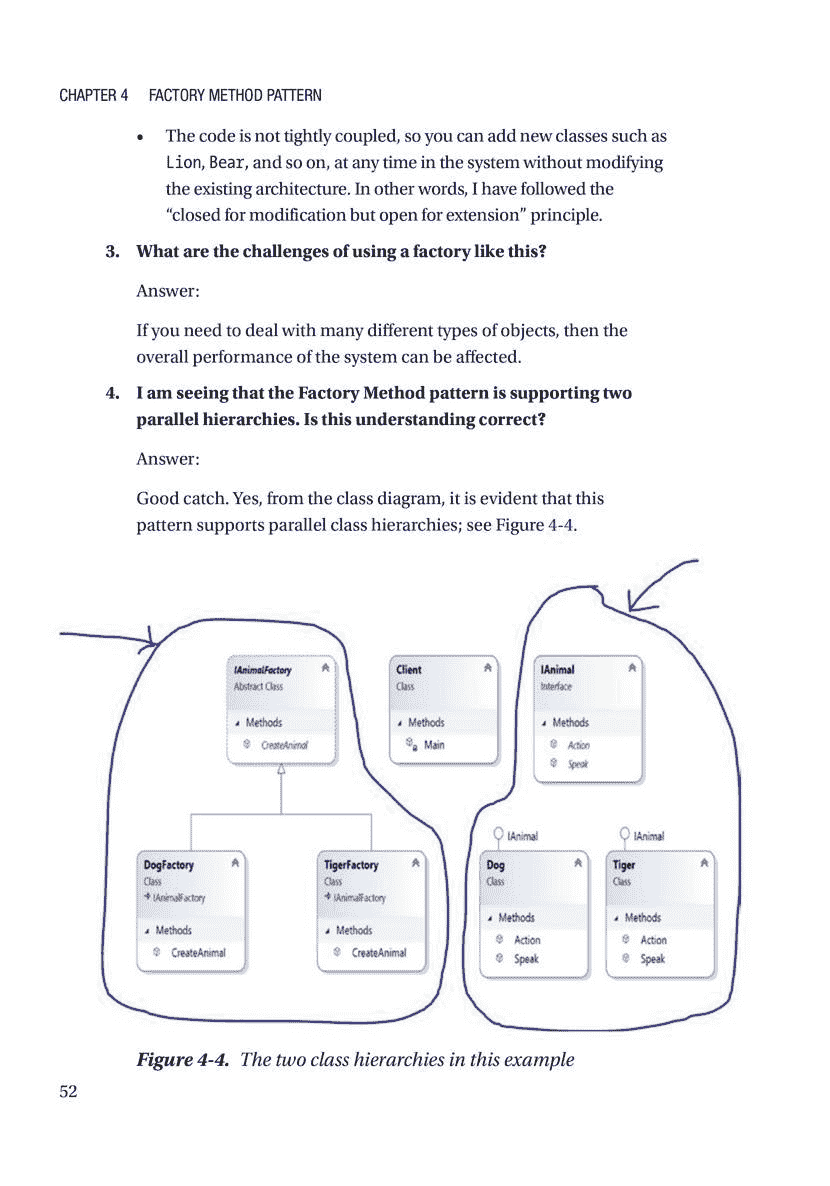 CHAPTER 4 FACTORY METHOD PATTERN
• The code is not tightly coupled, so you can add new classes such as
Lion, Bear, and so on, at any time in the system without modifying
the existing architecture. In other words, I have followed the
“closed for modification but open for extension” principle.
3. What are the challenges of using a factory like this?
Answer:
If you need to deal with many different types of objects, then the
overall performance of the system can be affected.
4. I am seeing that the Factory Method pattern is supporting two
parallel hierarchies. Is this understanding correct?
Answer:
Good catch. Yes, from the class diagram, it is evident that this
pattern supports parallel class hierarchies; see Figure 4-4.
IAnimalFactory
Abstract Class
Methods
CreateAnimal
Client
Class
Methods
Main
IAnimal
Interface
Methods
Action
Speak
DogFactory
Class
IAnimalFactory
Methods
CreateAnimal
TigerFactory
Class
IAnimalFactory
Methods
CreateAnimal
IAnimal
Dog
Class
Methods
Action
Speak
IAnimal
Tiger
Class
Methods
Action
Speak
Figure 4-4. The two class hierarchies in this example
52